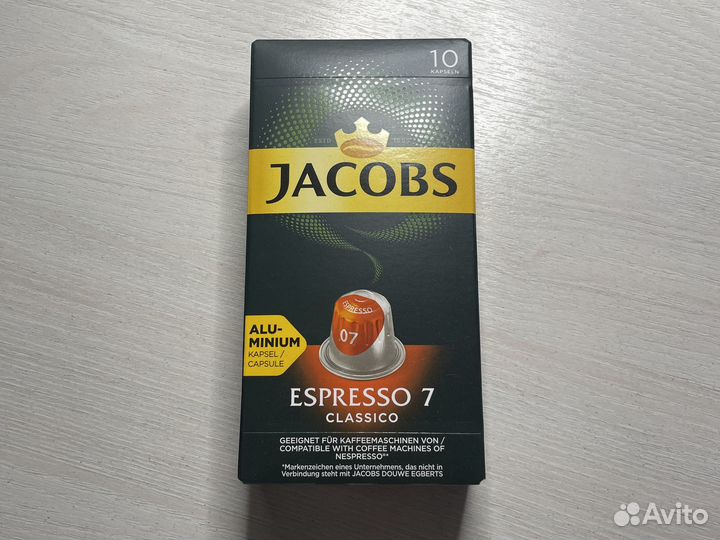 10
KAPSELN
JACOBS
ESPRESSO
07
ALU-
MINIUM
KAPSEL /
CAPSULE
ESPRESSO 7
CLASSICO
GEEIGNET FÜR KAFFEEMASCHINEN VON /
COMPATIBLE WITH COFFEE MACHINES OF
NESPRESSO®*
*Markenzeichen eines Unternehmens, das nicht in
Verbindung steht mit JACOBS DOUWE EGBERTS
Avito